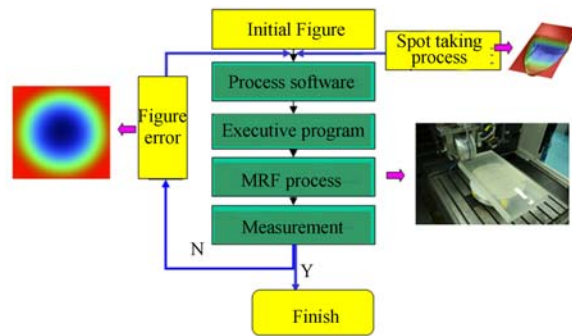 Initial Figure
Spot taking
process
Process software
Figure
error
Executive program
MRF process
Measurement
N
Y
Finish